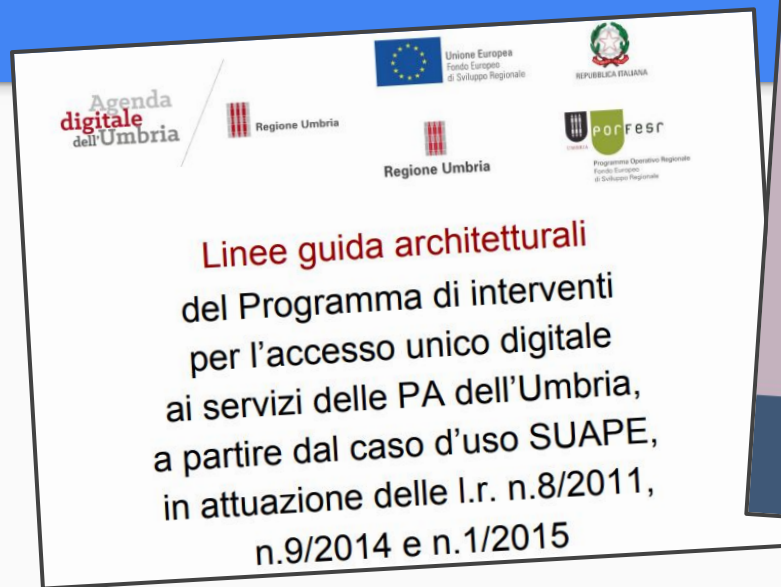 Agenda
digitale
dell'Umbria
Regione Umbria
Unione Europea
Fondo Europeo
di Sviluppo Regionale
REPUBBLICA ITALIANA
Regione Umbria
UMBRIA
PORFesr
Programma Operativo Regionale
Fondo Europeo
di Sviluppo Regionale
Linee guida architetturali
del Programma di interventi
per l'accesso unico digitale
ai servizi delle PA dell'Umbria,
a partire dal caso d'uso SUAPE,
in attuazione delle l.r. n.8/2011,
n.9/2014 e n.1/2015